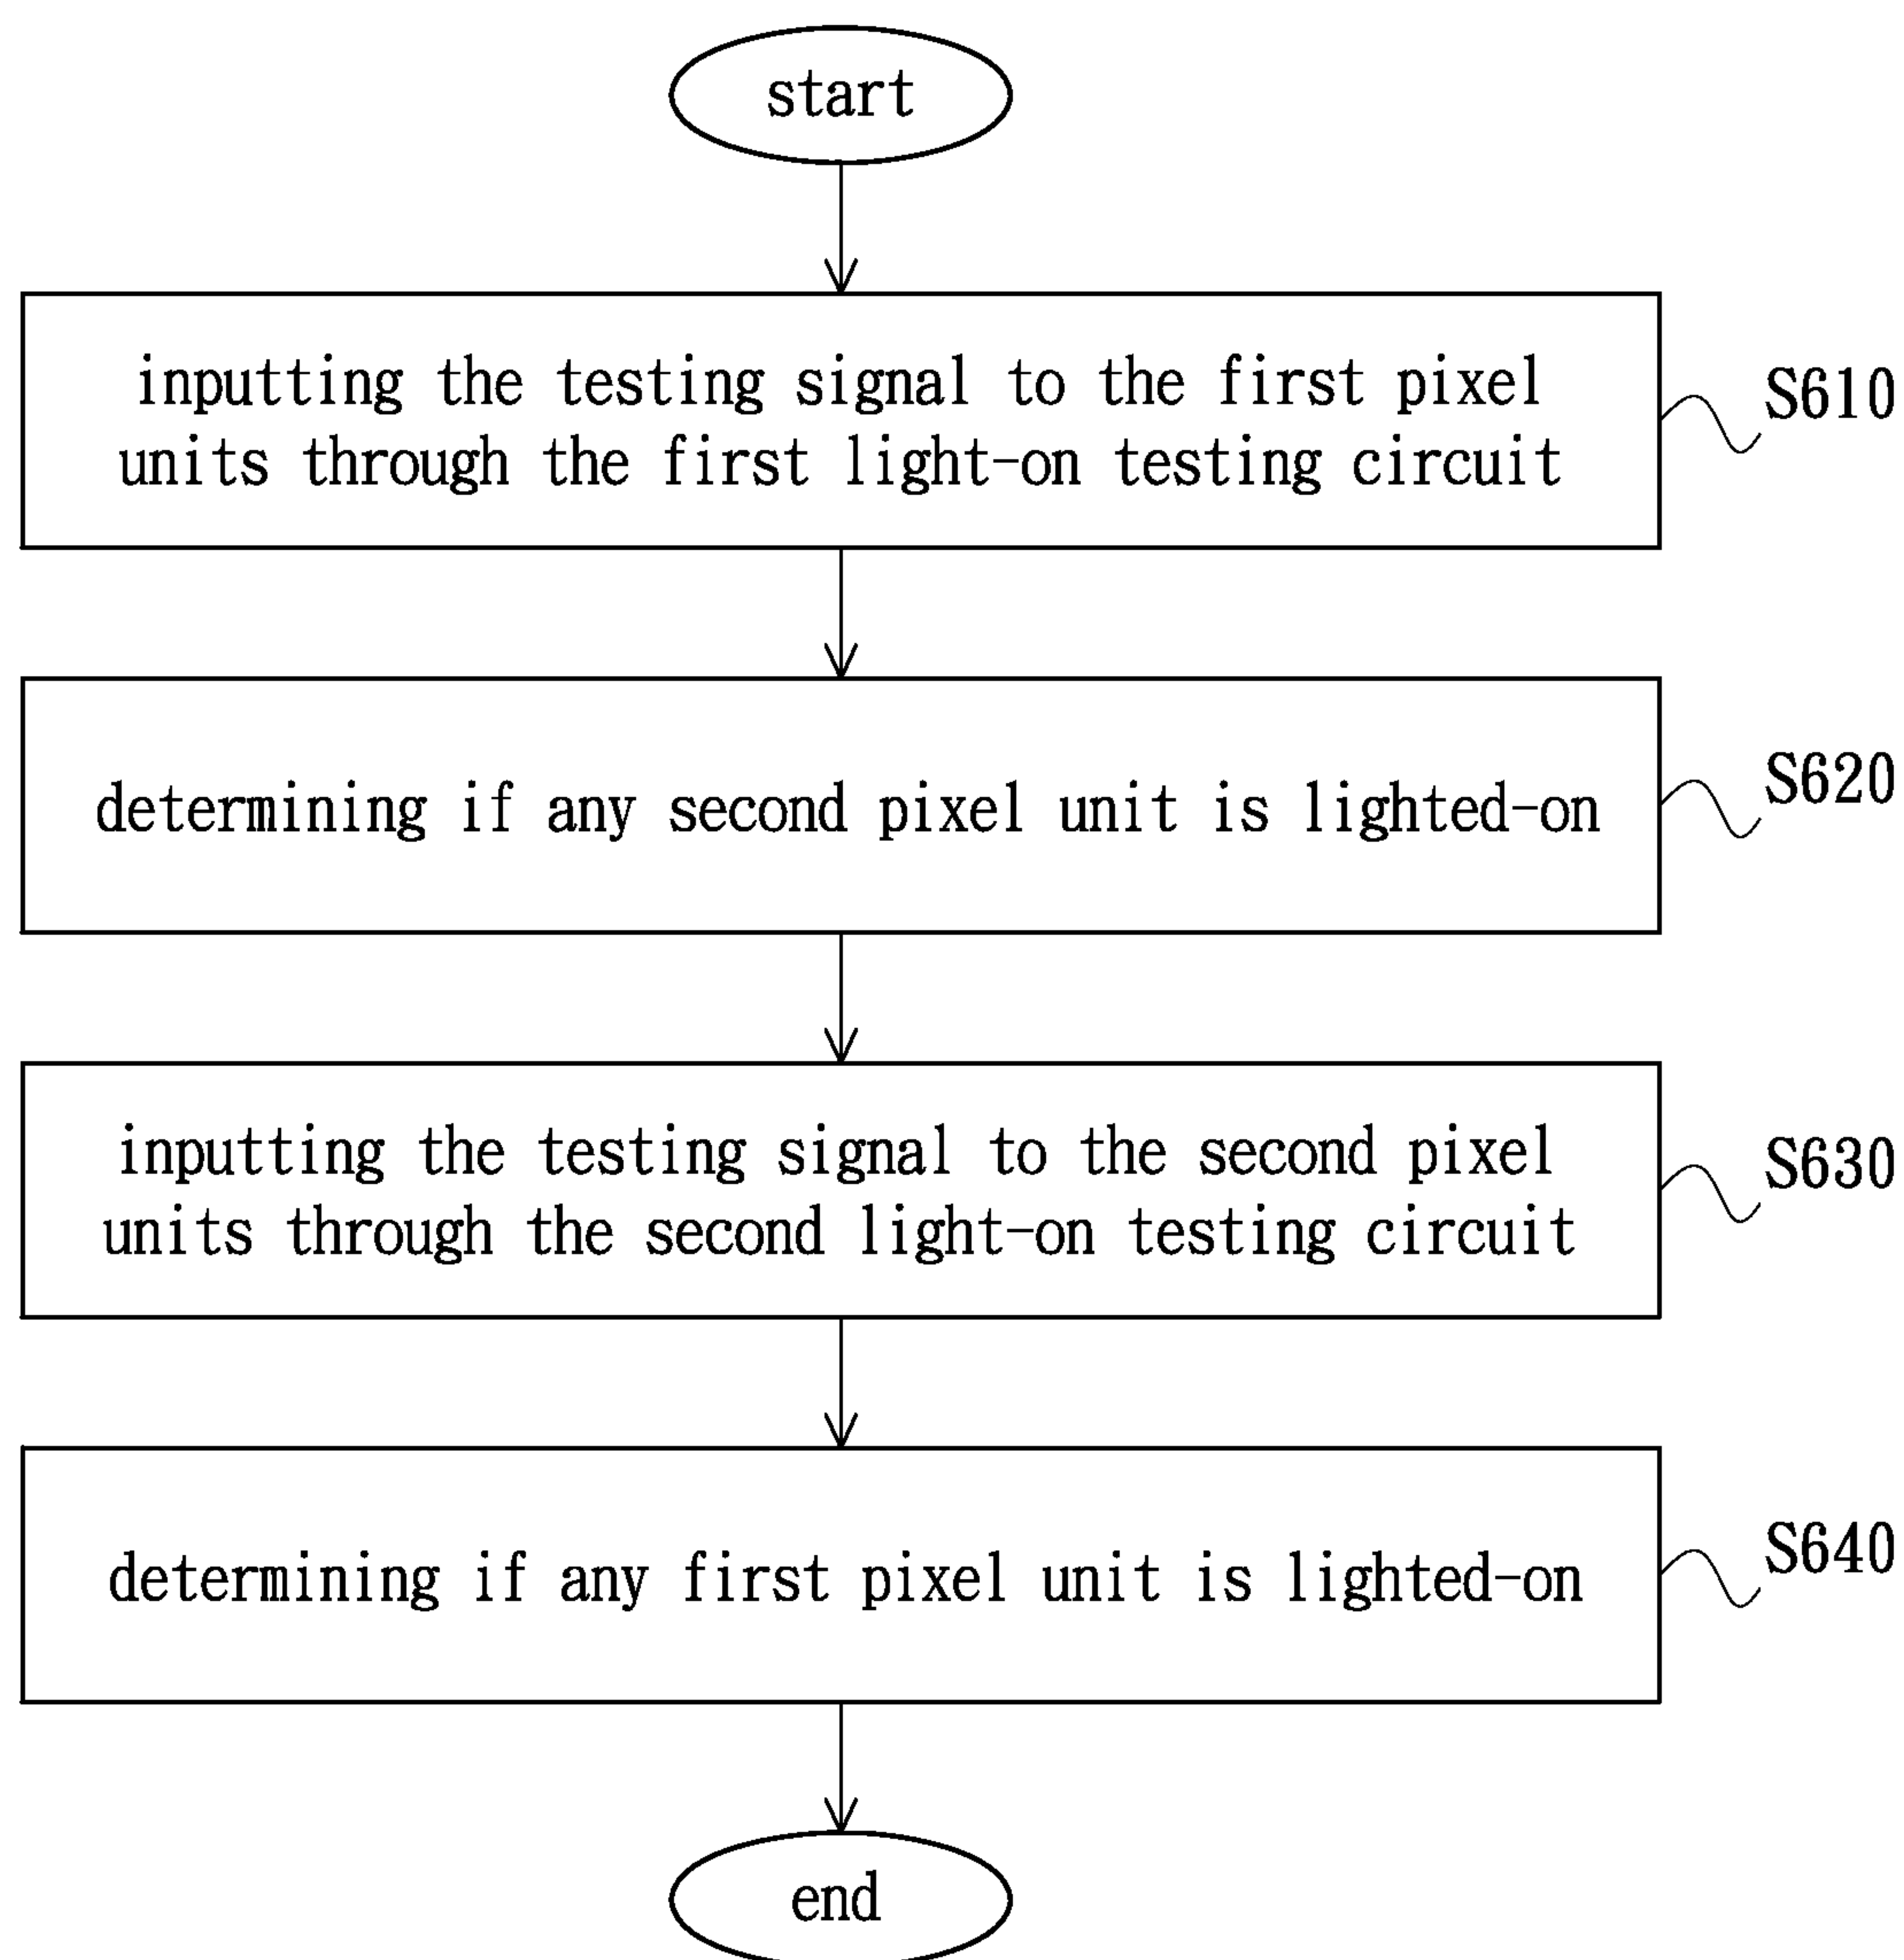 start
inputting the testing signal to the first pixel
units through the first light-on testing circuit
S610
determining if any second pixel unit is lighted-on
S620
inputting the testing signal to the second pixel
units through the second light-on testing circuit
S630
determining if any first pixel unit is lighted-on
S640
end